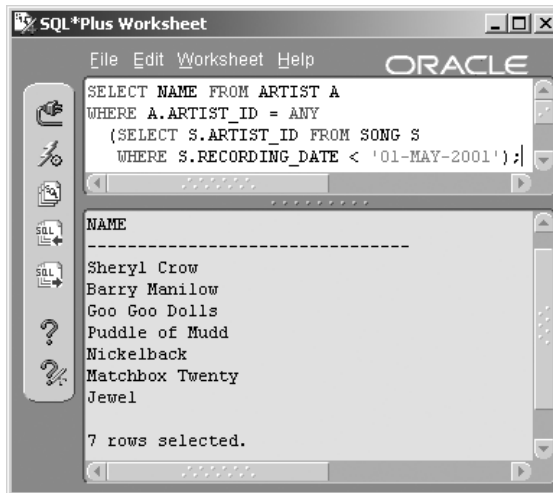 SQL*Plus Worksheet
File Edit Worksheet Help
ORACLE
SELECT NAME FROM ARTIST A
WHERE A.ARTIST_ID = ANY
(SELECT S.ARTIST_ID FROM SONG S
WHERE S.RECORDING_DATE < '01-MAY-2001');
SQL
SQL
NAME
--------------------------------
Sheryl Crow
Barry Manilow
Goo Goo Dolls
Puddle of Mudd
Nickelback
Matchbox Twenty
Jewel
7 rows selected.